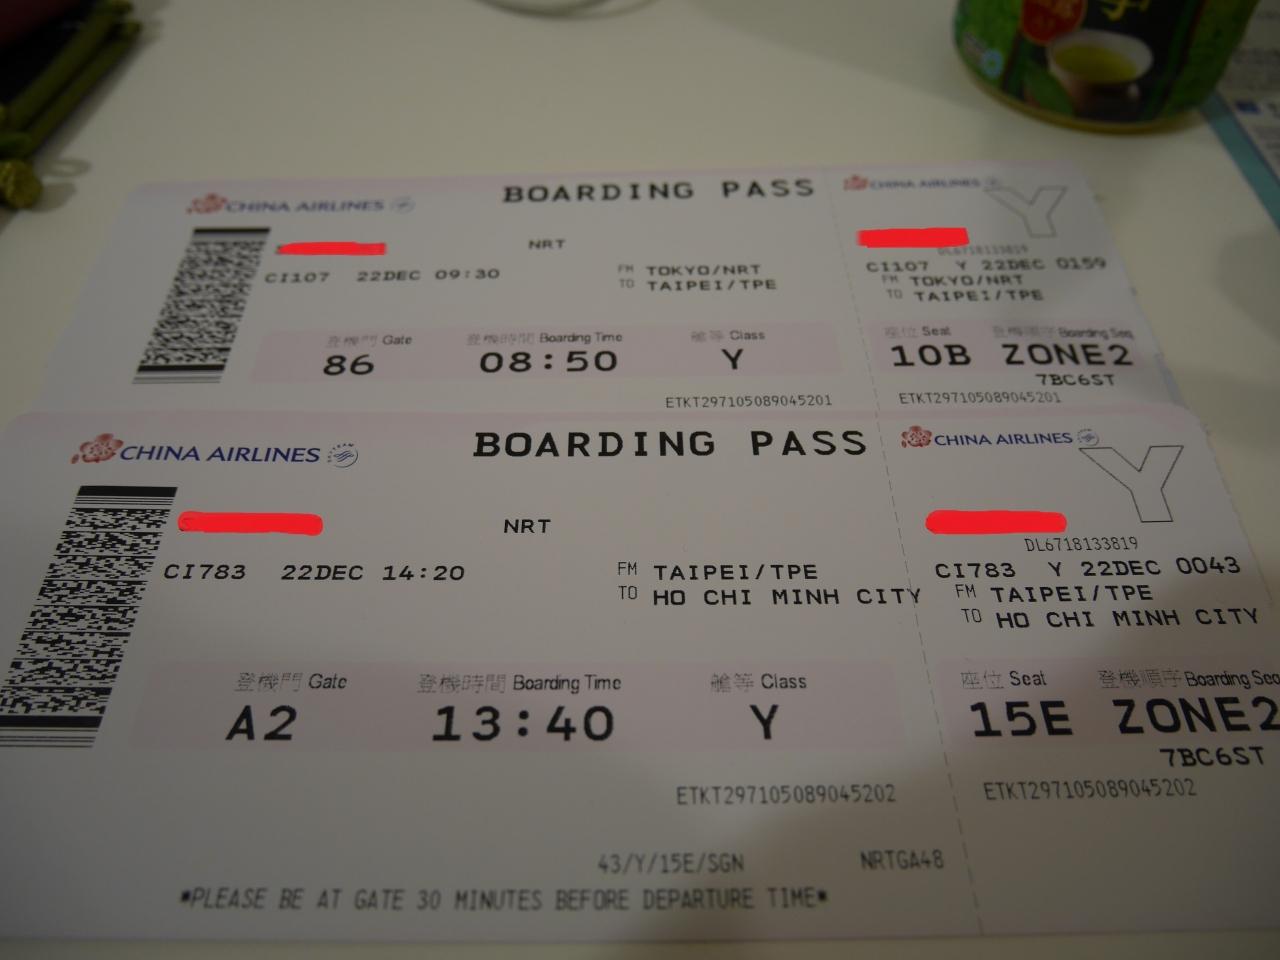 BOARDING PASS
CHINA AIRLINES
NRT
CI107 22DEC 09:30
FM TOKYO/NRT
TO TAIPEI/TPE
登機門 Gate
登機時間 Boarding Time
艙等 Class
86
08:50
Y
ETKT297105089045201
CHINA AIRLINES
Y
DL6718133819
CI107 Y 22DEC 0159
FM TOKYO/NRT
TO TAIPEI/TPE
座位 Seat
登機順序 Boarding Seq
10B
ZONE2
7BC6ST
ETKT297105089045201
BOARDING PASS
CHINA AIRLINES
NRT
CI783 22DEC 14:20
FM TAIPEI/TPE
TO HO CHI MINH CITY
登機門 Gate
登機時間 Boarding Time
艙等 Class
A2
13:40
Y
ETKT297105089045202
43/Y/15E/SGN
NRTGA48
*PLEASE BE AT GATE 30 MINUTES BEFORE DEPARTURE TIME*
CHINA AIRLINES
Y
DL6718133819
CI783 Y 22DEC 0043
FM TAIPEI/TPE
TO HO CHI MINH CITY
座位 Seat
登機順序 Boarding Seq
15E
ZONE2
7BC6ST
ETKT297105089045202